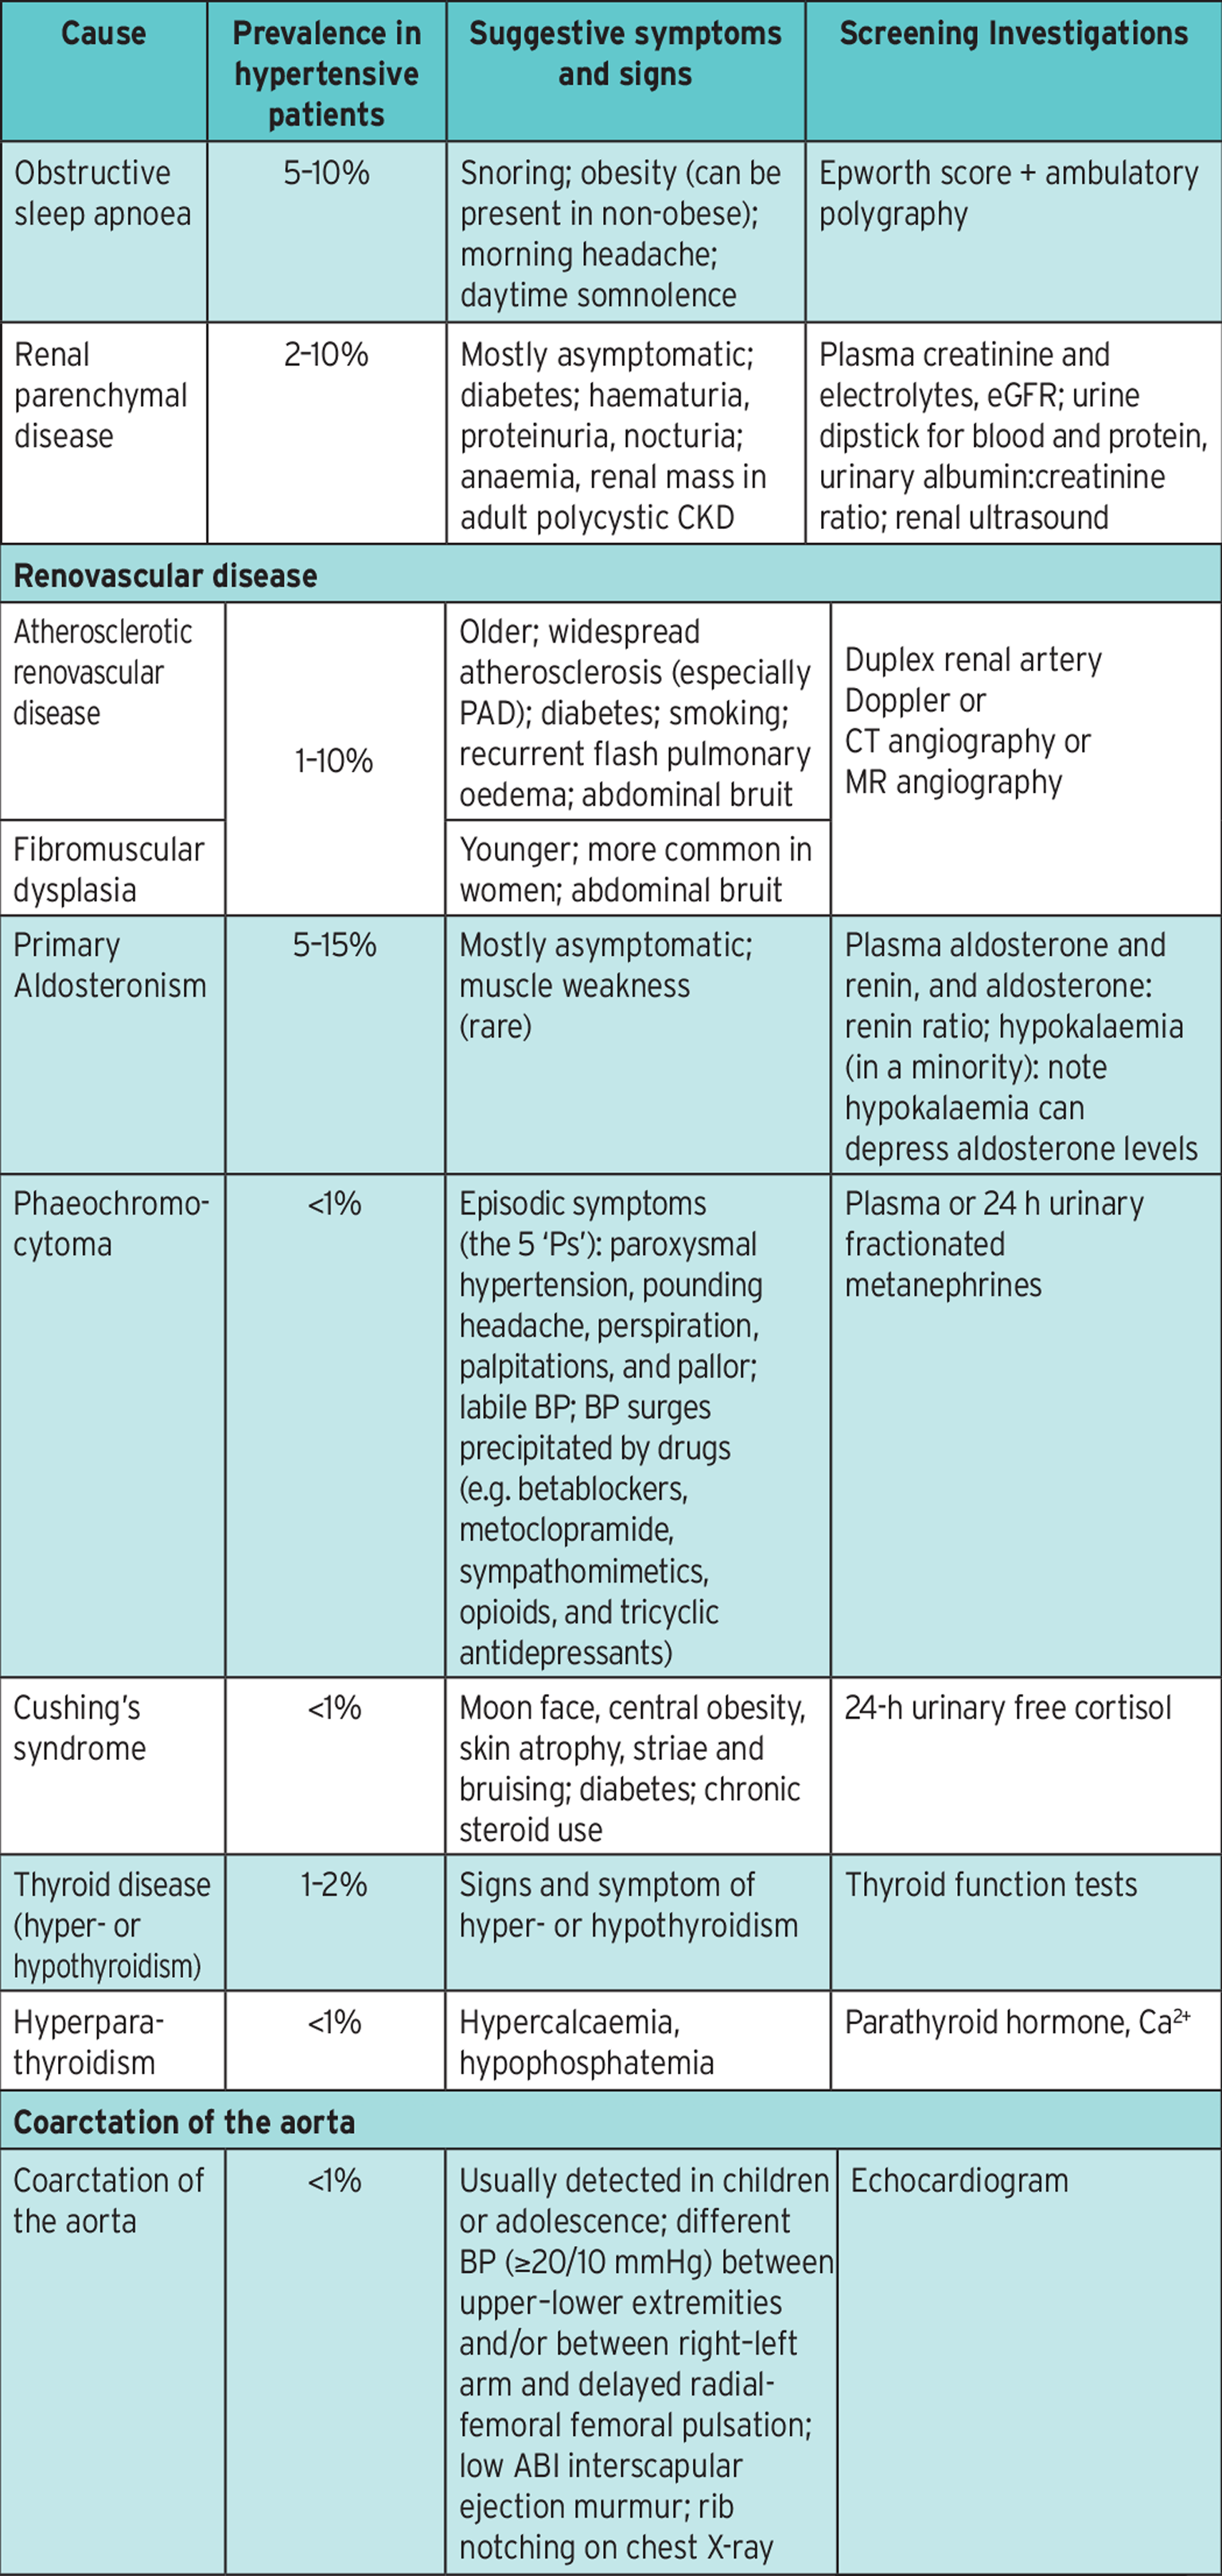 Cause
Prevalence in
hypertensive
patients
Suggestive symptoms
and signs
Screening Investigations
Obstructive
sleep apnoea
5–10%
Snoring; obesity (can be
present in non-obese);
morning headache;
daytime somnolence
Epworth score + ambulatory
polygraphy
Renal
parenchymal
disease
2–10%
Mostly asymptomatic;
diabetes; haematuria,
proteinuria, nocturia;
anaemia, renal mass in
adult polycystic CKD
Plasma creatinine and
electrolytes, eGFR; urine
dipstick for blood and protein,
urinary albumin:creatinine
ratio; renal ultrasound
Renovascular disease
Atherosclerotic
renovascular
disease
1–10%
Older; widespread
atherosclerosis (especially
PAD); diabetes; smoking;
recurrent flash pulmonary
oedema; abdominal bruit
Duplex renal artery
Doppler or
CT angiography or
MR angiography
Fibromuscular
dysplasia
Younger; more common in
women; abdominal bruit
Primary
Aldosteronism
5–15%
Mostly asymptomatic;
muscle weakness
(rare)
Plasma aldosterone and
renin, and aldosterone:
renin ratio; hypokalaemia
(in a minority): note
hypokalaemia can
depress aldosterone levels
Phaeochromo-
cytoma
<1%
Episodic symptoms
(the 5 ‘Ps’): paroxysmal
hypertension, pounding
headache, perspiration,
palpitations, and pallor;
labile BP; BP surges
precipitated by drugs
(e.g. betablockers,
metoclopramide,
sympathomimetics,
opioids, and tricyclic
antidepressants)
Plasma or 24 h urinary
fractionated
metanephrines
Cushing’s
syndrome
<1%
Moon face, central obesity,
skin atrophy, striae and
bruising; diabetes; chronic
steroid use
24-h urinary free cortisol
Thyroid disease
(hyper- or
hypothyroidism)
1–2%
Signs and symptom of
hyper- or hypothyroidism
Thyroid function tests
Hyperpara-
thyroidism
<1%
Hypercalcaemia,
hypophosphatemia
Parathyroid hormone, Ca²⁺
Coarctation of the aorta
Coarctation of
the aorta
<1%
Usually detected in children
or adolescence; different
BP (≥20/10 mmHg) between
upper–lower extremities
and/or between right–left
arm and delayed radial-
femoral femoral pulsation;
low ABI interscapular
ejection murmur; rib
notching on chest X-ray
Echocardiogram